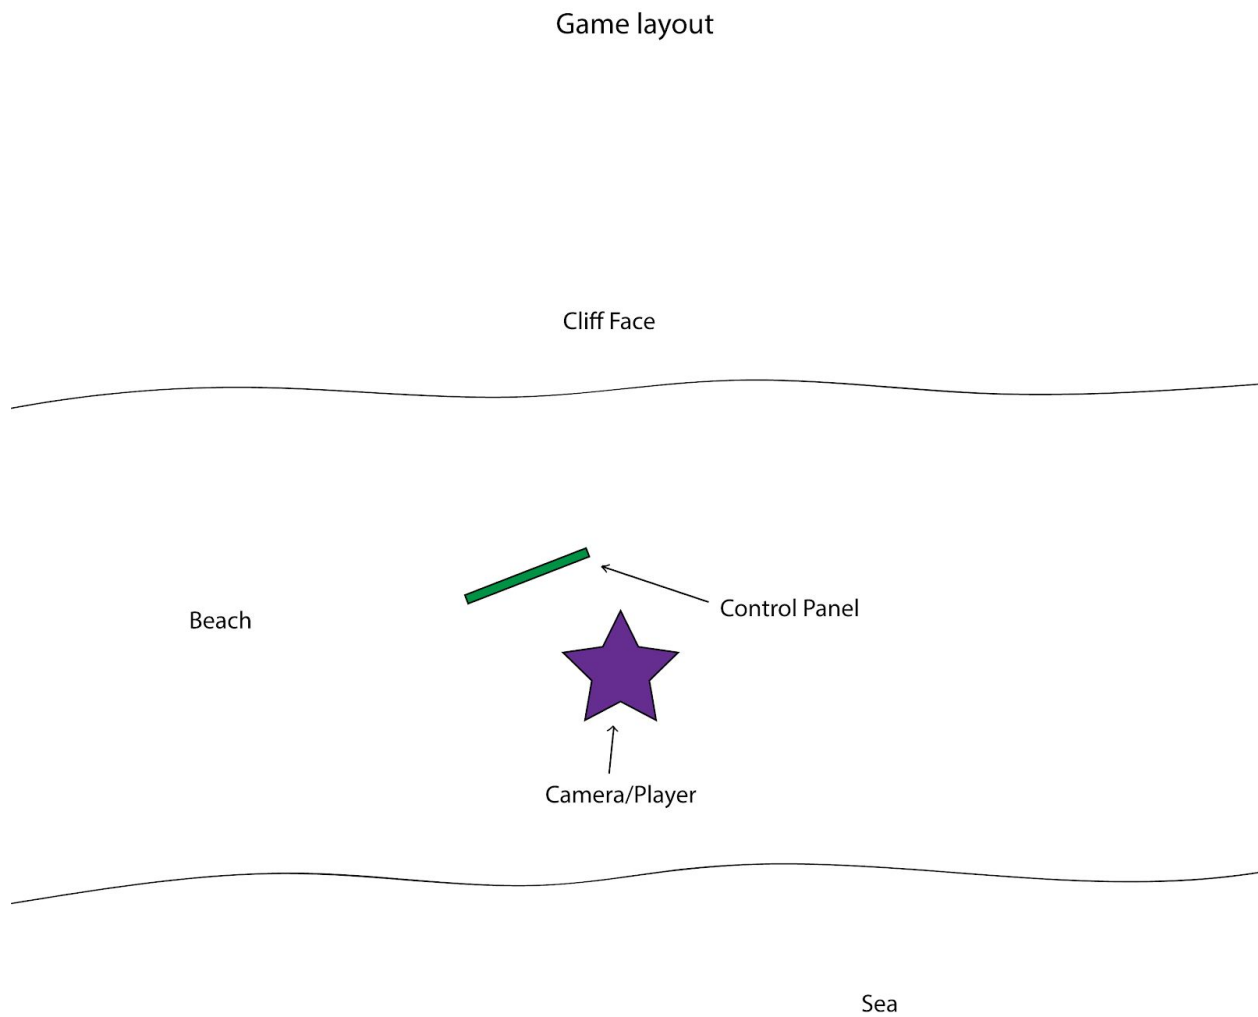 Game layout
Cliff Face
Control Panel
Beach
Camera/Player
Sea